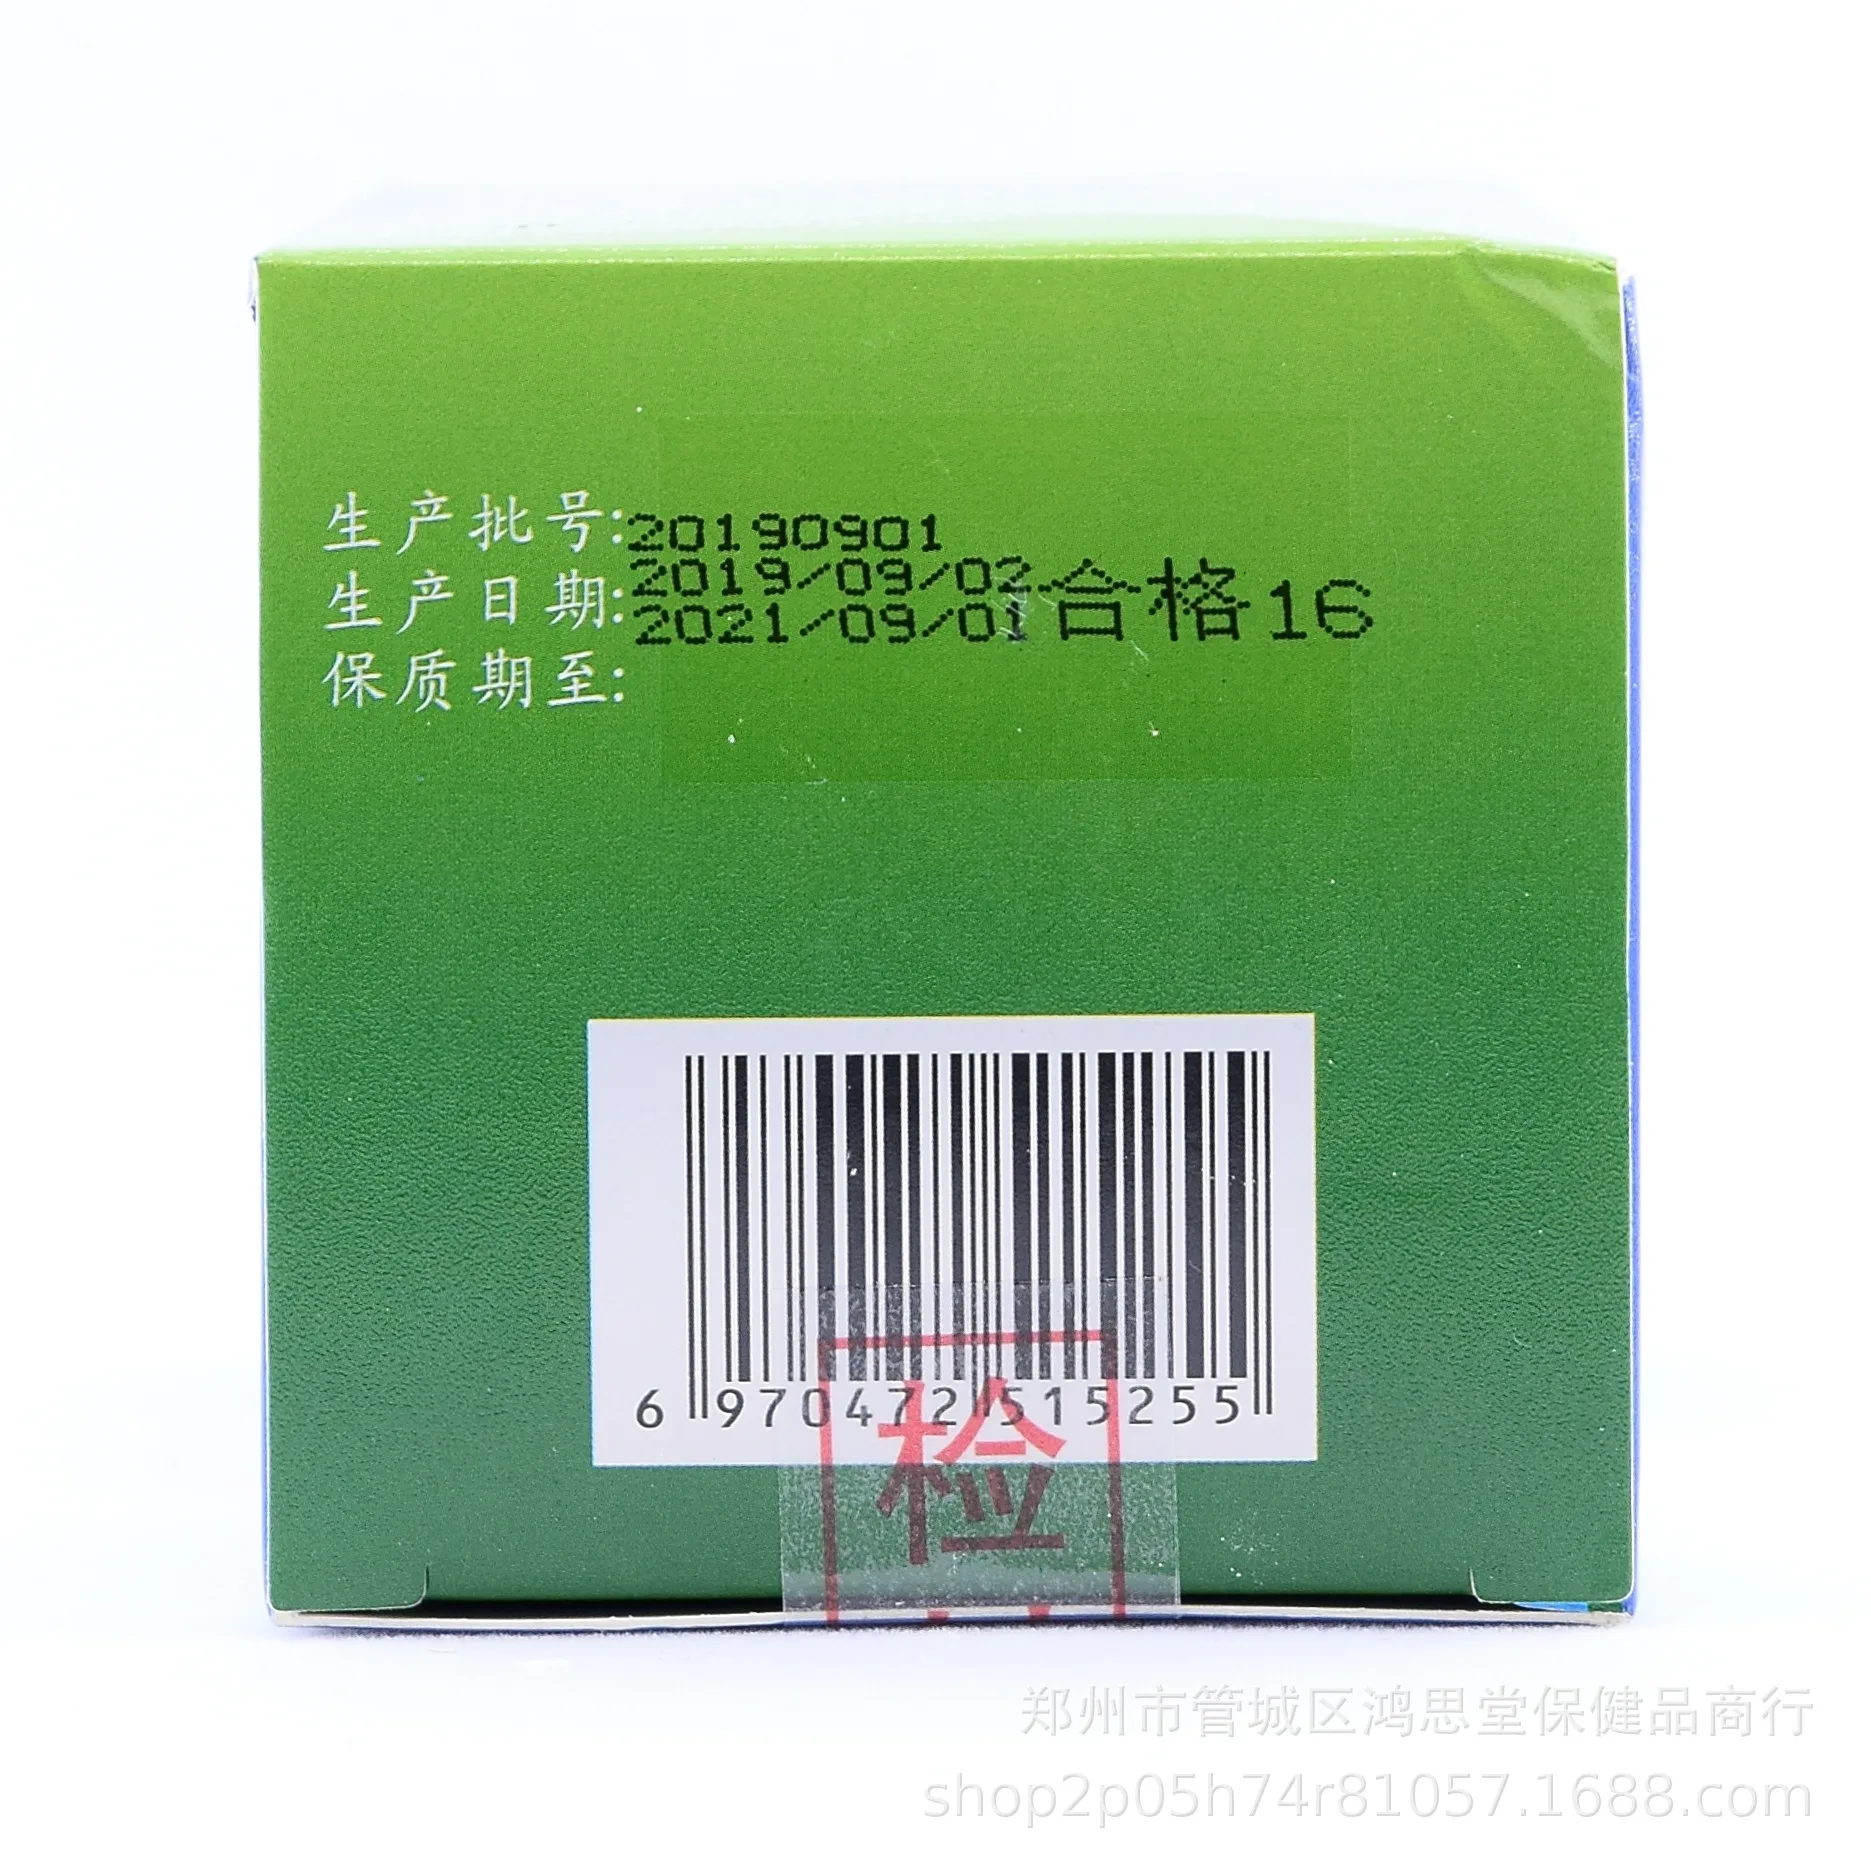 生产批号:20190901
生产日期:2019/09/02
保质期至:2021/09/01合格16
6 970472 515255
检
郑州市管城区鸿思堂保健品商行
shop2p05h74r81057.1688.com